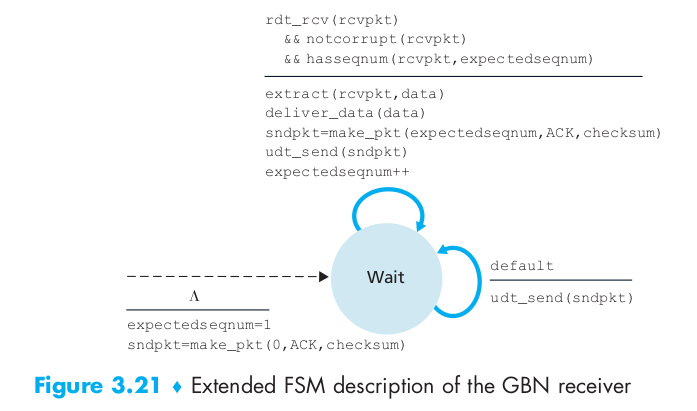 rdt_rcv(rcvpkt)
&& notcorrupt(rcvpkt)
&& hasseqnum(rcvpkt,expectedseqnum)
extract(rcvpkt,data)
deliver_data(data)
sndpkt=make_pkt(expectedseqnum,ACK,checksum)
udt_send(sndpkt)
expectedseqnum++
Wait
default
udt_send(sndpkt)
Λ
expectedseqnum=1
sndpkt=make_pkt(0,ACK,checksum)
Figure 3.21 ♦ Extended FSM description of the GBN receiver